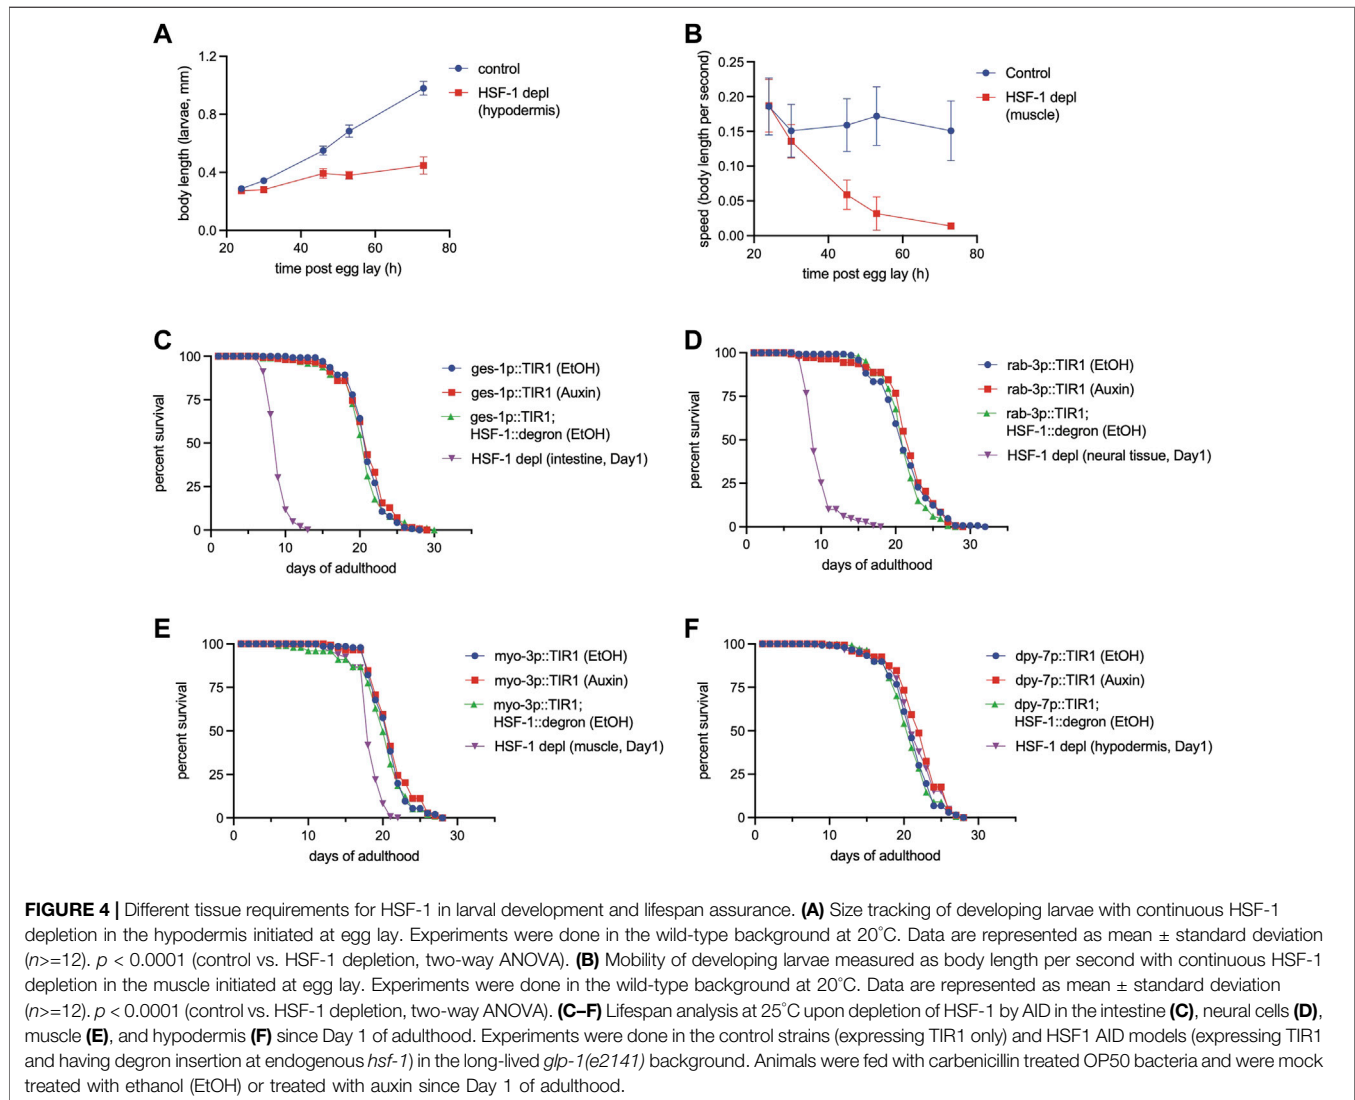 A
1.2
0.8
0.4
0.0
20
40
60
80
body length (larvae, mm)
time post egg lay (h)
control
HSF-1 depl
(hypodermis)
B
0.25
0.20
0.15
0.10
0.05
0.00
20
40
60
80
speed (body length per second)
time post egg lay (h)
Control
HSF-1 depl
(muscle)
C
100
75
50
25
0
0
10
20
30
percent survival
days of adulthood
ges-1p::TIR1 (EtOH)
ges-1p::TIR1 (Auxin)
ges-1p::TIR1;
HSF-1::degron (EtOH)
HSF-1 depl (intestine, Day1)
D
100
75
50
25
0
0
10
20
30
percent survival
days of adulthood
rab-3p::TIR1 (EtOH)
rab-3p::TIR1 (Auxin)
rab-3p::TIR1;
HSF-1::degron (EtOH)
HSF-1 depl (neural tissue, Day1)
E
100
75
50
25
0
0
10
20
30
percent survival
days of adulthood
myo-3p::TIR1 (EtOH)
myo-3p::TIR1 (Auxin)
myo-3p::TIR1;
HSF-1::degron (EtOH)
HSF-1 depl (muscle, Day1)
F
100
75
50
25
0
0
10
20
30
percent survival
days of adulthood
dpy-7p::TIR1 (EtOH)
dpy-7p::TIR1 (Auxin)
dpy-7p::TIR1;
HSF-1::degron (EtOH)
HSF-1 depl (hypodermis, Day1)
FIGURE 4 | Different tissue requirements for HSF-1 in larval development and lifespan assurance. (A) Size tracking of developing larvae with continuous HSF-1
depletion in the hypodermis initiated at egg lay. Experiments were done in the wild-type background at 20°C. Data are represented as mean ± standard deviation
(n>=12). p < 0.0001 (control vs. HSF-1 depletion, two-way ANOVA). (B) Mobility of developing larvae measured as body length per second with continuous HSF-1
depletion in the muscle initiated at egg lay. Experiments were done in the wild-type background at 20°C. Data are represented as mean ± standard deviation
(n>=12). p < 0.0001 (control vs. HSF-1 depletion, two-way ANOVA). (C–F) Lifespan analysis at 25°C upon depletion of HSF-1 by AID in the intestine (C), neural cells (D),
muscle (E), and hypodermis (F) since Day 1 of adulthood. Experiments were done in the control strains (expressing TIR1 only) and HSF1 AID models (expressing TIR1
and having degron insertion at endogenous hsf-1) in the long-lived glp-1(e2141) background. Animals were fed with carbenicillin treated OP50 bacteria and were mock
treated with ethanol (EtOH) or treated with auxin since Day 1 of adulthood.